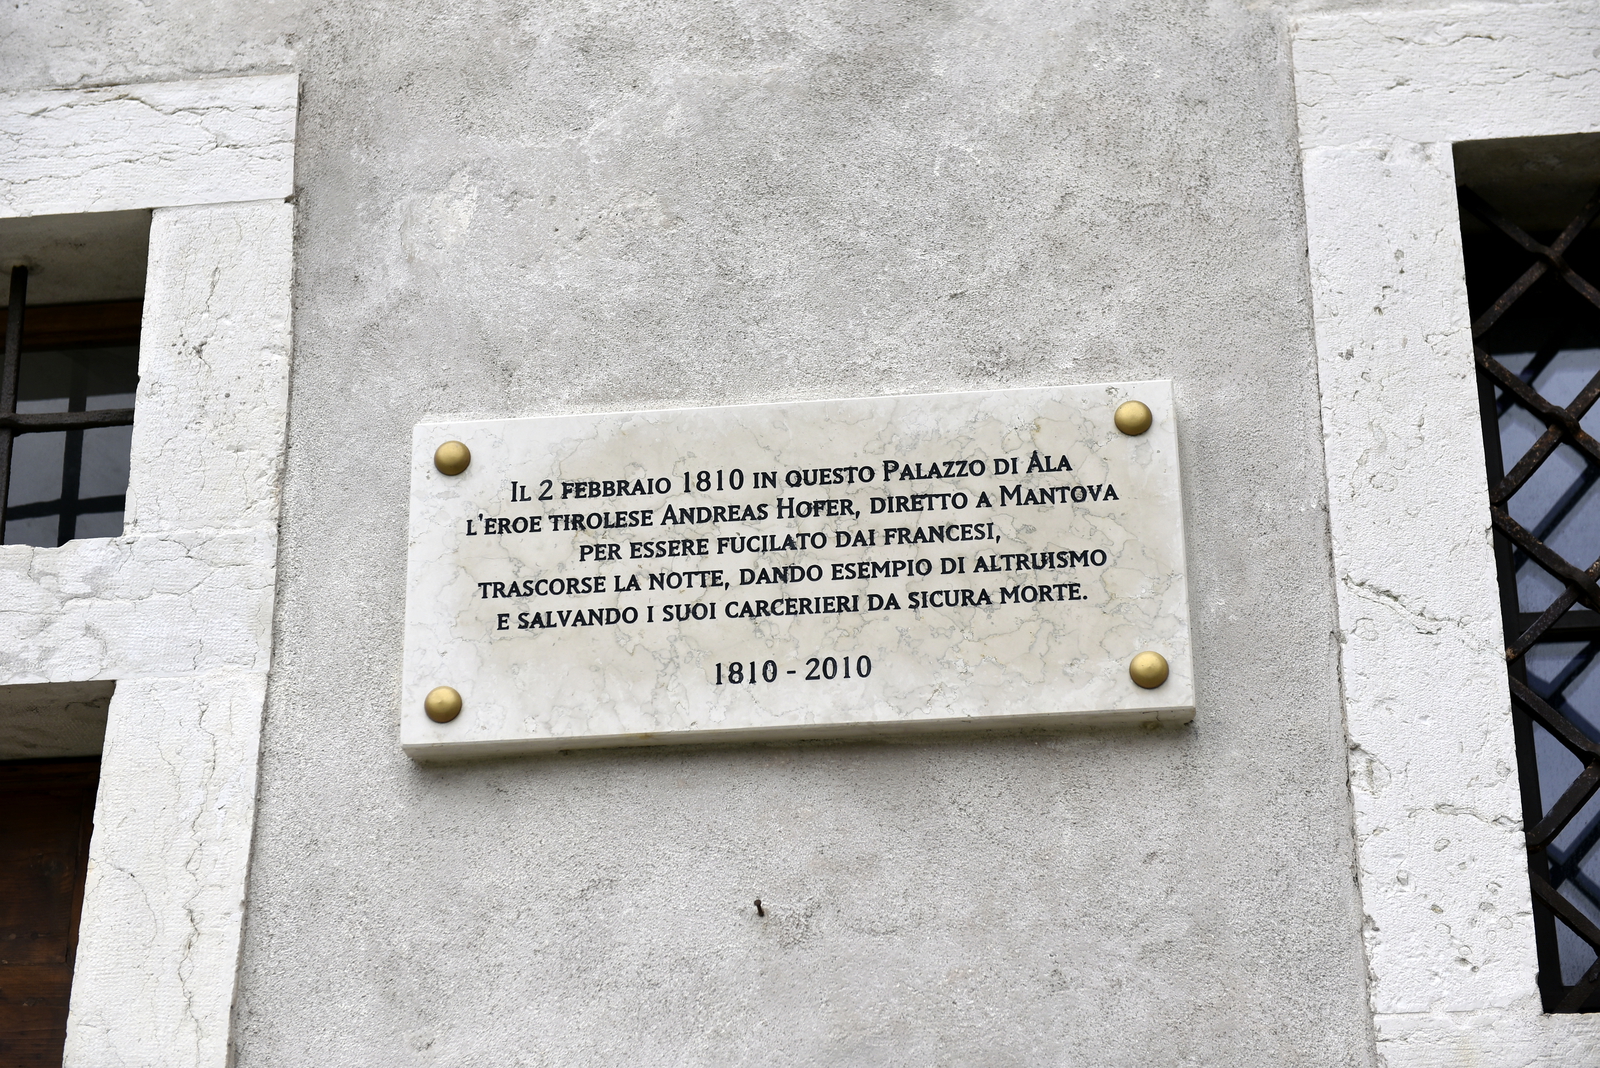 Il 2 febbraio 1810 in questo Palazzo di Ala
l'eroe tirolese Andreas Hofer, diretto a Mantova
per essere fucilato dai francesi,
trascorse la notte, dando esempio di altruismo
e salvando i suoi carcerieri da sicura morte.
1810 - 2010